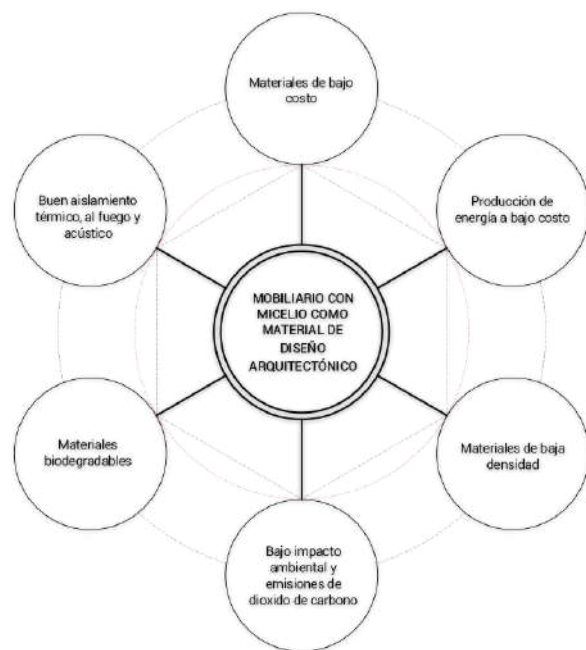 Materiales de bajo
costo
Buen aislamiento
térmico, al fuego y
acústico
Producción de
energía a bajo costo
MOBILIARIO CON
MICELIO COMO
MATERIAL DE
DISEÑO
ARQUITECTÓNICO
Materiales
biodegradables
Materiales de baja
densidad
Bajo impacto
ambiental y
emisiones de
dioxido de carbono